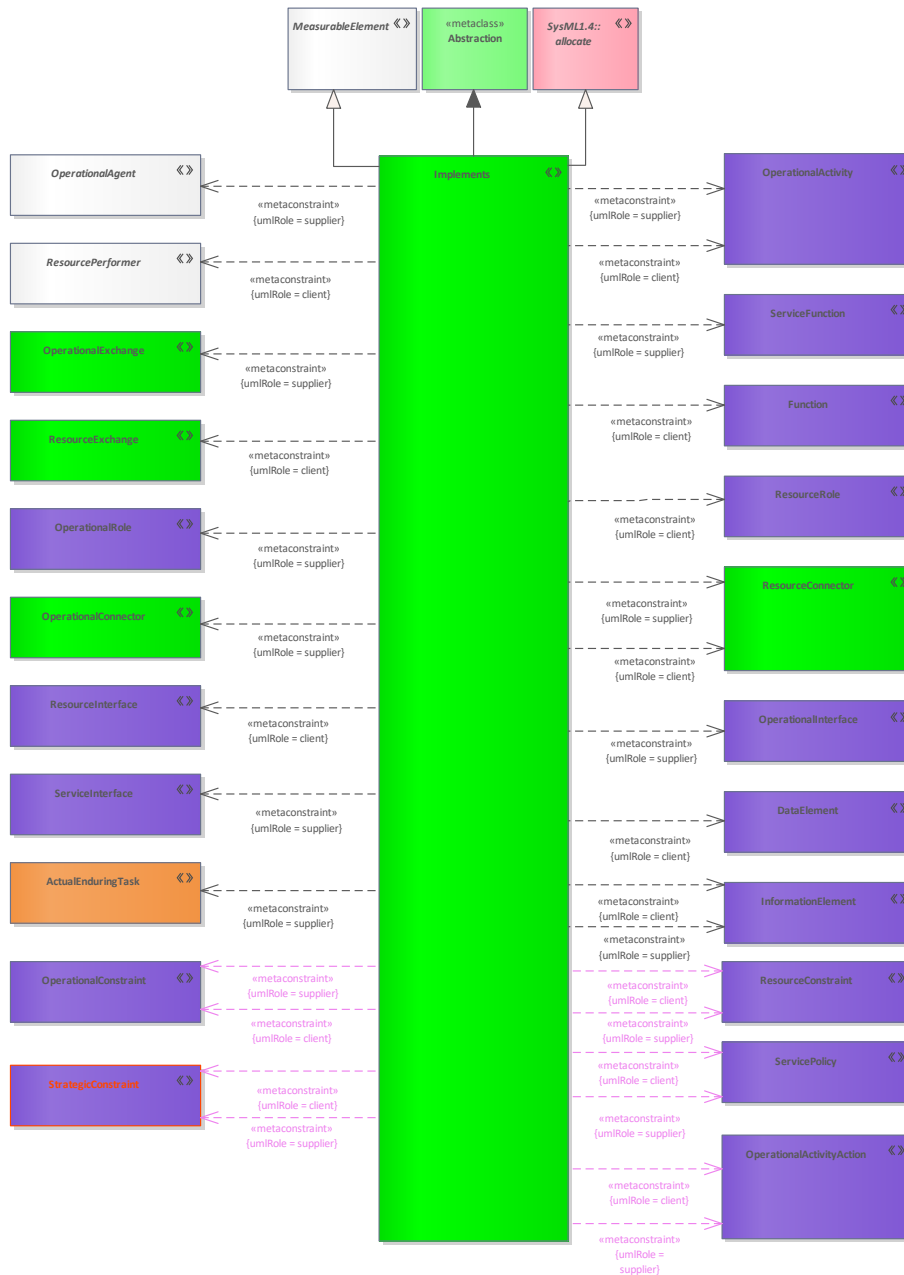 MeasurableElement «»
«metaclass»
Abstraction
SysML1.4:: «»
allocate
Implements «»
OperationalAgent «»
«metaconstraint»
{umlRole = supplier}
ResourcePerformer «»
«metaconstraint»
{umlRole = client}
OperationalExchange «»
«metaconstraint»
{umlRole = supplier}
ResourceExchange «»
«metaconstraint»
{umlRole = client}
OperationalRole «»
«metaconstraint»
{umlRole = supplier}
OperationalConnector «»
«metaconstraint»
{umlRole = supplier}
ResourceInterface «»
«metaconstraint»
{umlRole = client}
ServiceInterface «»
«metaconstraint»
{umlRole = supplier}
ActualEnduringTask «»
«metaconstraint»
{umlRole = supplier}
OperationalConstraint «»
«metaconstraint»
{umlRole = supplier}
«metaconstraint»
{umlRole = client}
StrategicConstraint «»
«metaconstraint»
{umlRole = client}
«metaconstraint»
{umlRole = supplier}
OperationalActivity «»
«metaconstraint»
{umlRole = supplier}
«metaconstraint»
{umlRole = client}
ServiceFunction «»
«metaconstraint»
{umlRole = supplier}
Function «»
«metaconstraint»
{umlRole = client}
ResourceRole «»
«metaconstraint»
{umlRole = client}
ResourceConnector «»
«metaconstraint»
{umlRole = supplier}
«metaconstraint»
{umlRole = client}
OperationalInterface «»
«metaconstraint»
{umlRole = supplier}
DataElement «»
«metaconstraint»
{umlRole = client}
InformationElement «»
«metaconstraint»
{umlRole = client}
«metaconstraint»
{umlRole = supplier}
ResourceConstraint «»
«metaconstraint»
{umlRole = client}
«metaconstraint»
{umlRole = supplier}
ServicePolicy «»
«metaconstraint»
{umlRole = client}
«metaconstraint»
{umlRole = supplier}
OperationalActivityAction «»
«metaconstraint»
{umlRole = client}
«metaconstraint»
{umlRole =
supplier}